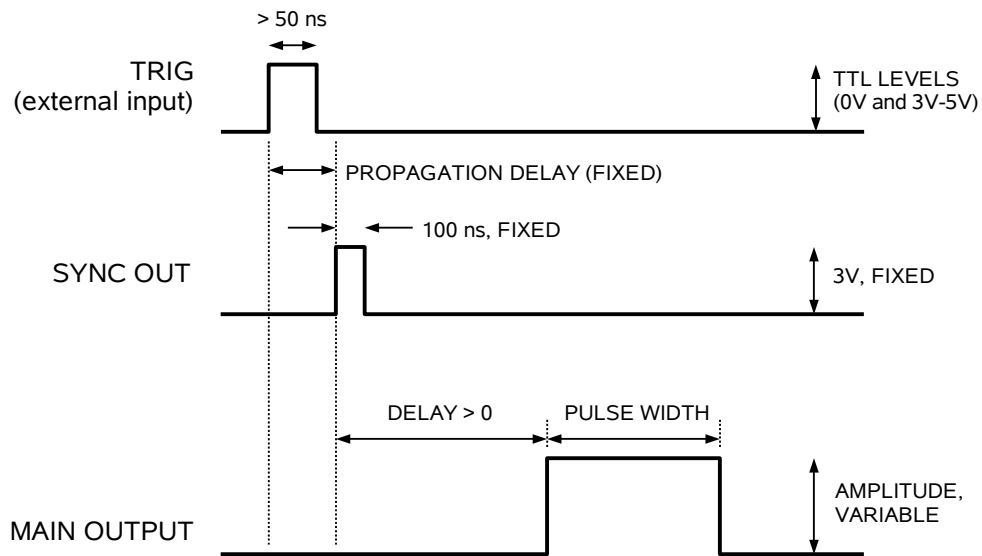 > 50 ns
TRIG
(external input)
TTL LEVELS
(0V and 3V-5V)
PROPAGATION DELAY (FIXED)
100 ns, FIXED
SYNC OUT
3V, FIXED
DELAY > 0
PULSE WIDTH
AMPLITUDE,
VARIABLE
MAIN OUTPUT